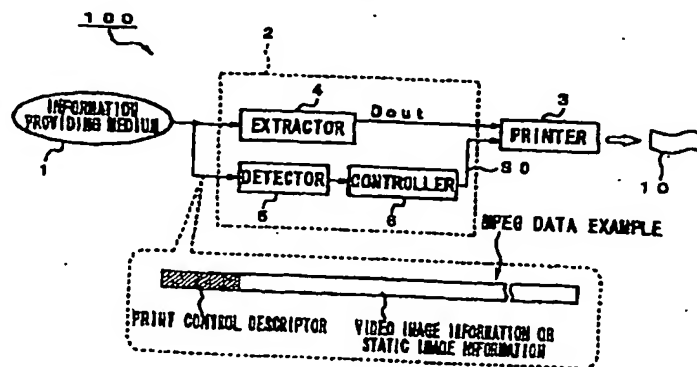 100
2
INFORMATION
PROVIDING MEDIUM
1
4
EXTRACTOR
Dout
3
PRINTER
10
DETECTOR
5
CONTROLLER
6
S0
MPEG DATA EXAMPLE
PRINT CONTROL DESCRIPTOR
VIDEO IMAGE INFORMATION OR
STATIC IMAGE INFORMATION